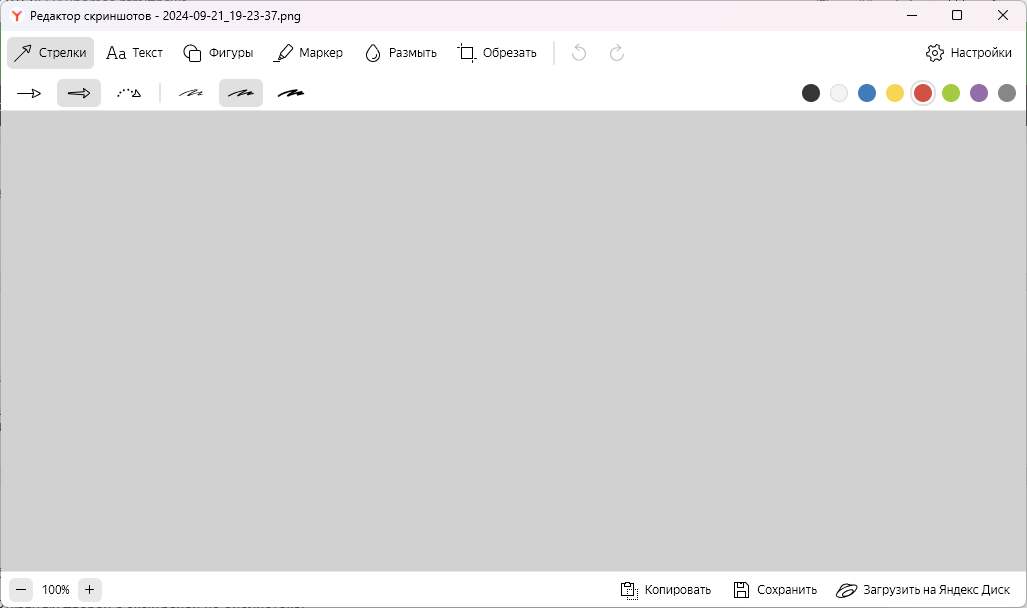 Редактор скриншотов - 2024-09-21_19-23-37.png
Стрелки Aa Текст Фигуры Маркер Размыть Обрезать Настройки
100% Копировать Сохранить Загрузить на Яндекс Диск